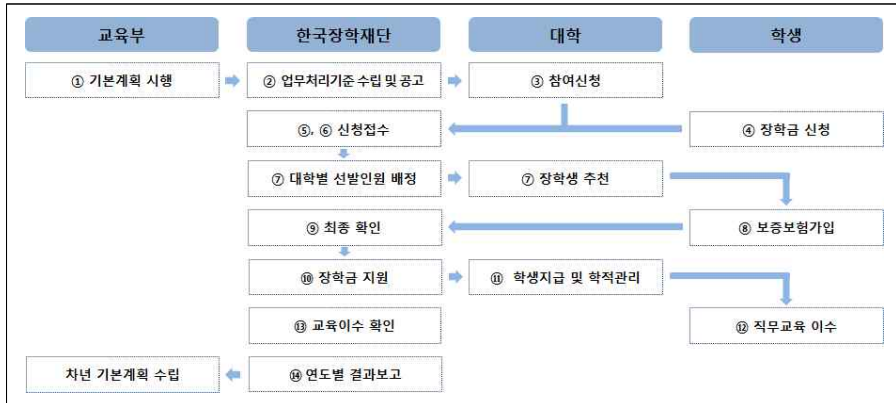 교육부 한국장학재단 대학 학생
① 기본계획 시행 ② 업무처리기준 수립 및 공고 ③ 참여신청
⑤, ⑥ 신청접수 ④ 장학금 신청
⑦ 대학별 선발인원 배정 ⑦ 장학생 추천
⑨ 최종 확인 ⑧ 보증보험가입
⑩ 장학금 지원 ⑪ 학생지급 및 학적관리
⑬ 교육이수 확인 ⑫ 직무교육 이수
차년 기본계획 수립 ⑭ 연도별 결과보고